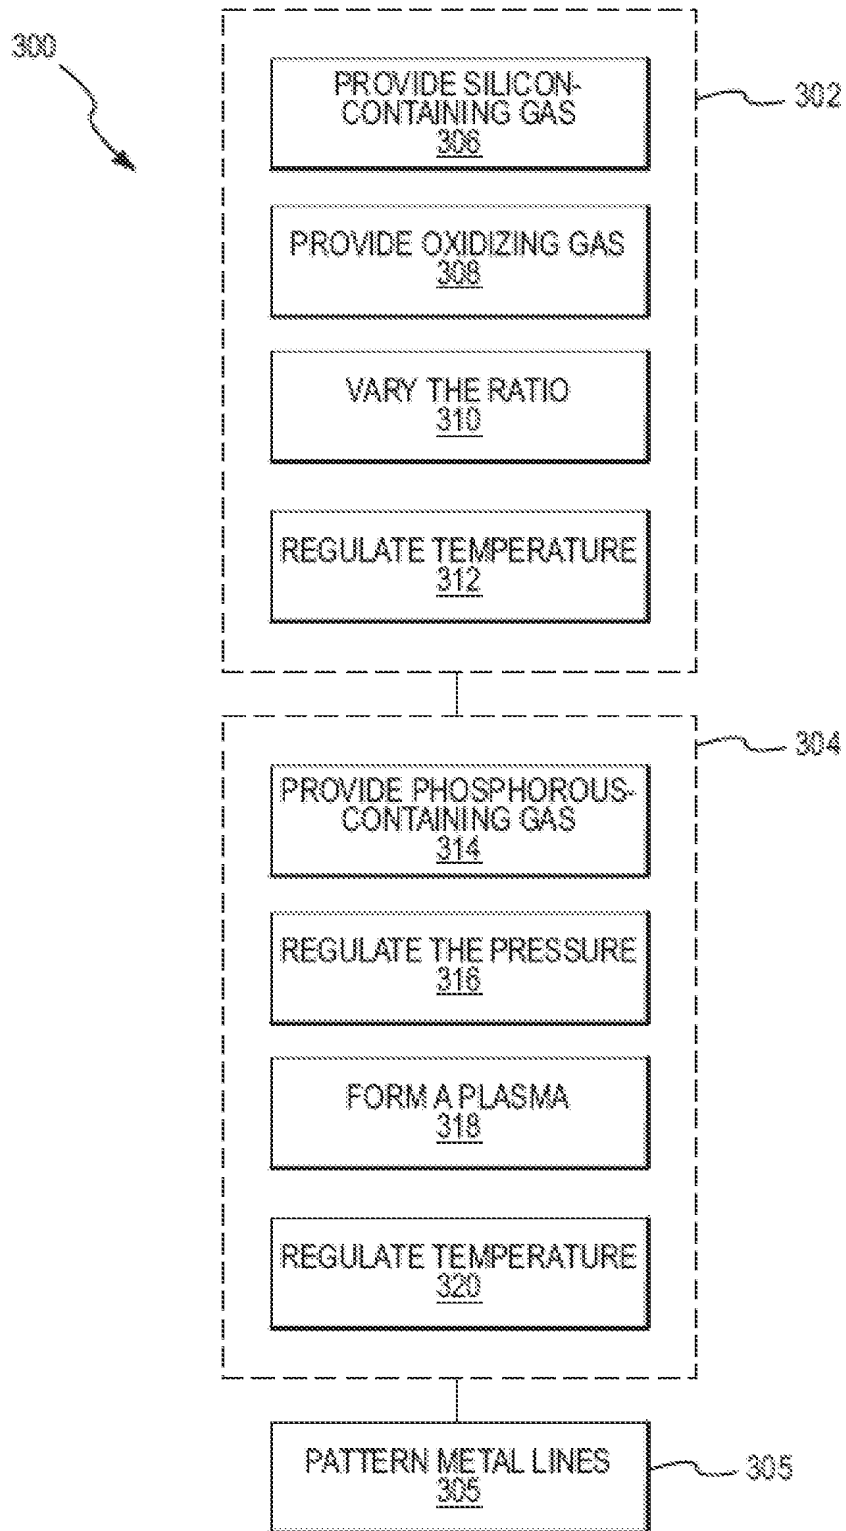 300
PROVIDE SILICON-
CONTAINING GAS
306
302
PROVIDE OXIDIZING GAS
308
VARY THE RATIO
310
REGULATE TEMPERATURE
312
304
PROVIDE PHOSPHOROUS-
CONTAINING GAS
314
REGULATE THE PRESSURE
316
FORM A PLASMA
318
REGULATE TEMPERATURE
320
PATTERN METAL LINES
305
305